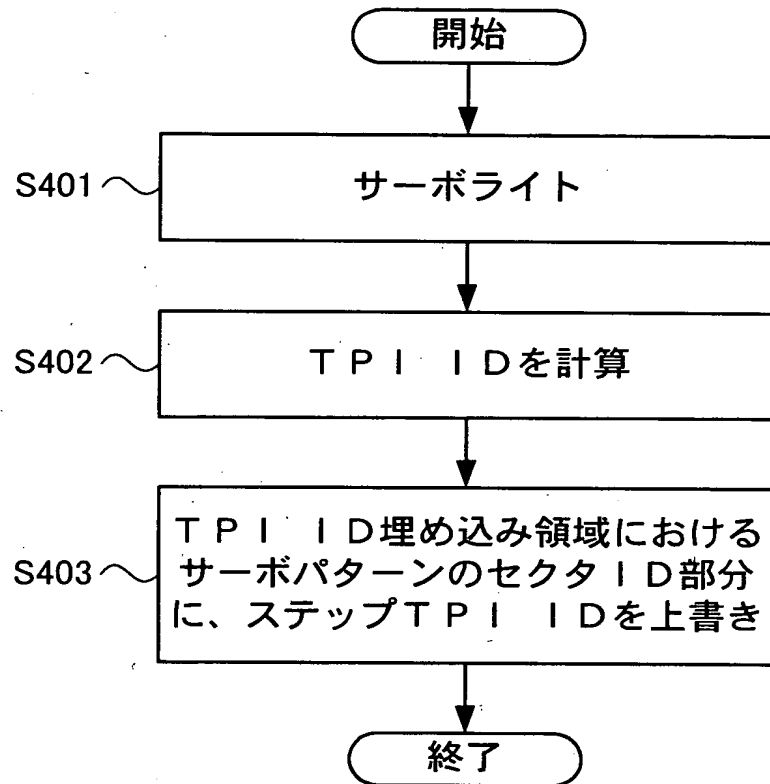 開始
S401
サーボライト
S402
ＴＰＩ ＩＤを計算
S403
ＴＰＩ ＩＤ埋め込み領域における
サーボパターンのセクタＩＤ部分
に、ステップＴＰＩ ＩＤを上書き
終了